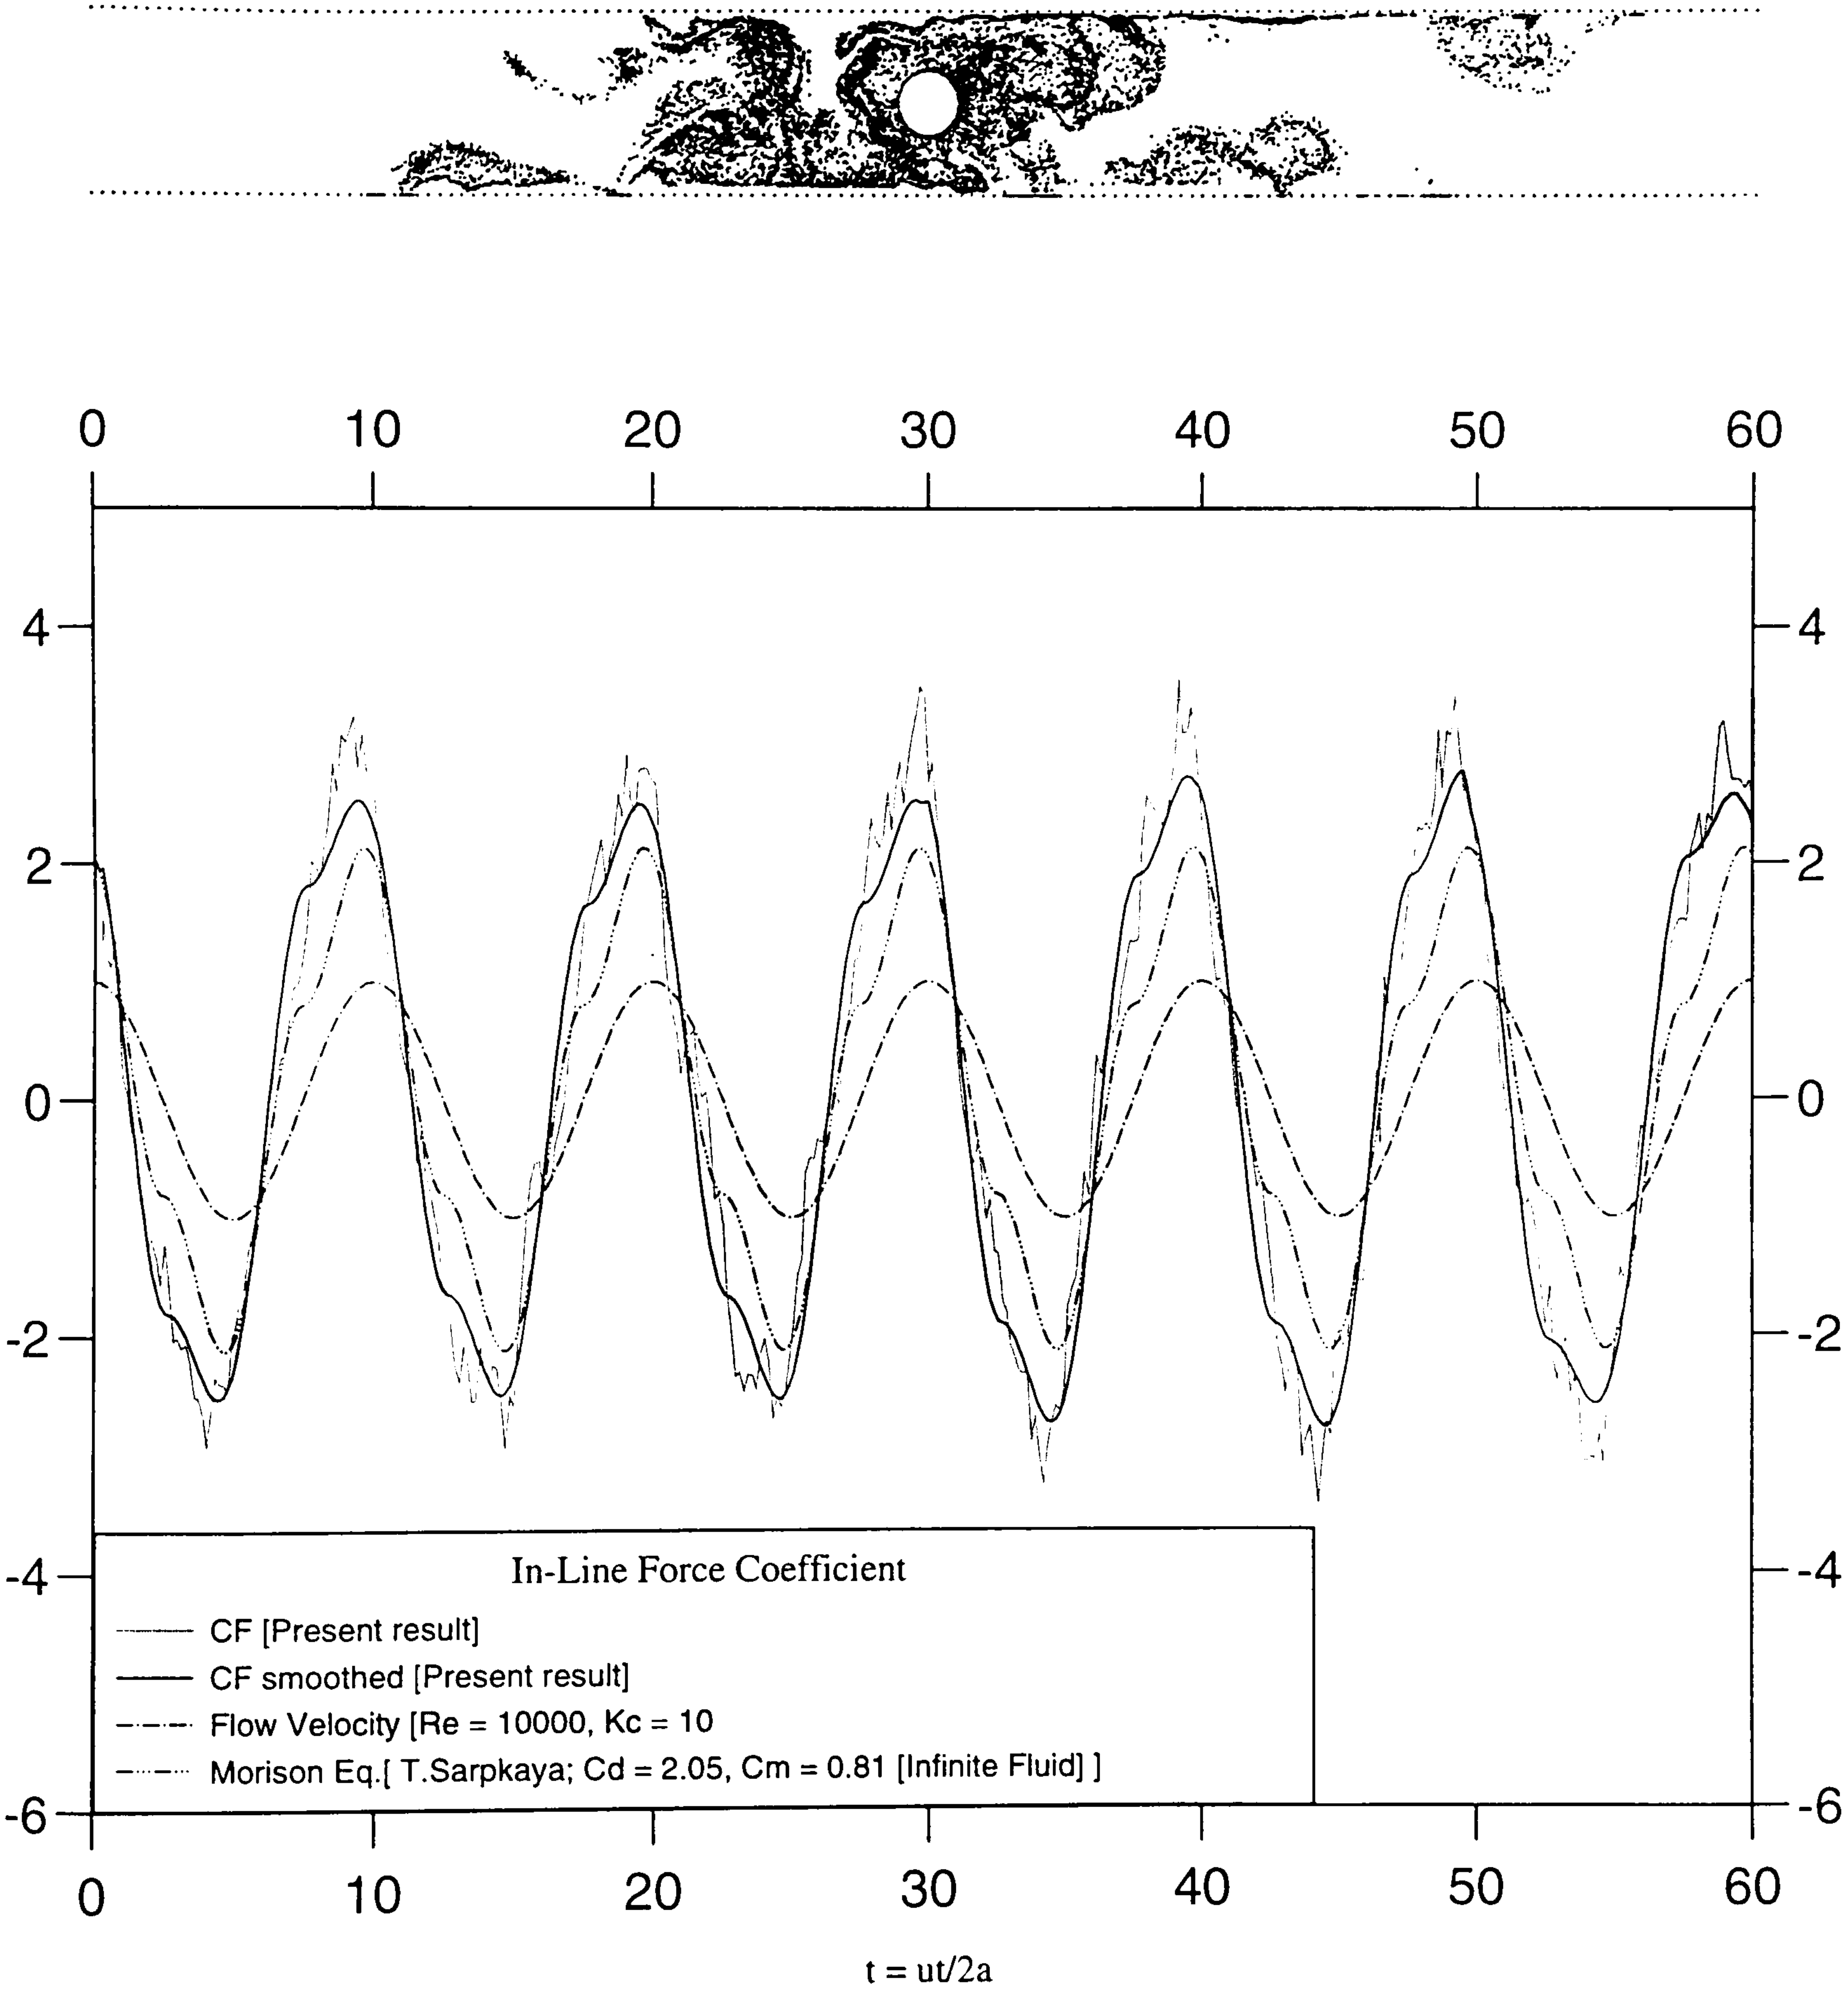 0 10 20 30 40 50 60
4 4
2 2
0 0
-2 -2
-4 -4
-6 -6
In-Line Force Coefficient
CF [Present result]
CF smoothed [Present result]
Flow Velocity [Re = 10000, Kc = 10
Morison Eq.[ T.Sarpkaya; Cd = 2.05, Cm = 0.81 [Infinite Fluid] ]
0 10 20 30 40 50 60
t = ut/2a